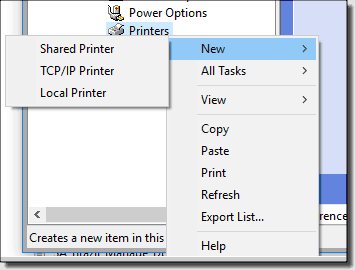 Power Options
Printers
Shared Printer
TCP/IP Printer
Local Printer
New
All Tasks
View
Copy
Paste
Print
Refresh
Export List...
Help
Creates a new item in this